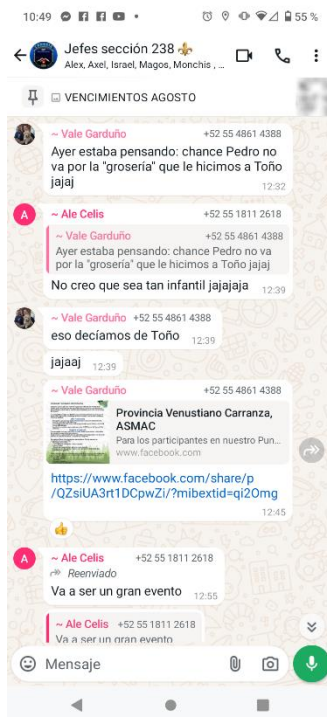 10:49
55 %
Jefes sección 238 ⚜️
Alex, Axel, Israel, Magos, Monchis , ...
VENCIMIENTOS AGOSTO
~ Vale Garduño +52 55 4861 4388
Ayer estaba pensando: chance Pedro no
va por la "grosería" que le hicimos a Toño
jajaj
12:32
A
~ Ale Celis +52 55 1811 2618
~ Vale Garduño +52 55 4861 4388
Ayer estaba pensando: chance Pedro no va
por la "grosería" que le hicimos a Toño jajaj
No creo que sea tan infantil jajajaja 12:39
~ Vale Garduño +52 55 4861 4388
eso decíamos de Toño 12:39
jajaaj 12:39
~ Vale Garduño +52 55 4861 4388
Provincia Venustiano Carranza,
ASMAC
Para los participantes en nuestro Pun...
www.facebook.com
https://www.facebook.com/share/p
/QZsiUA3rt1DCpwZi/?mibextid=qi2Omg
12:45
👍
A
~ Ale Celis +52 55 1811 2618
Reenviado
Va a ser un gran evento 12:55
~ Ale Celis +52 55 1811 2618
Va a ser un gran evento
Mensaje